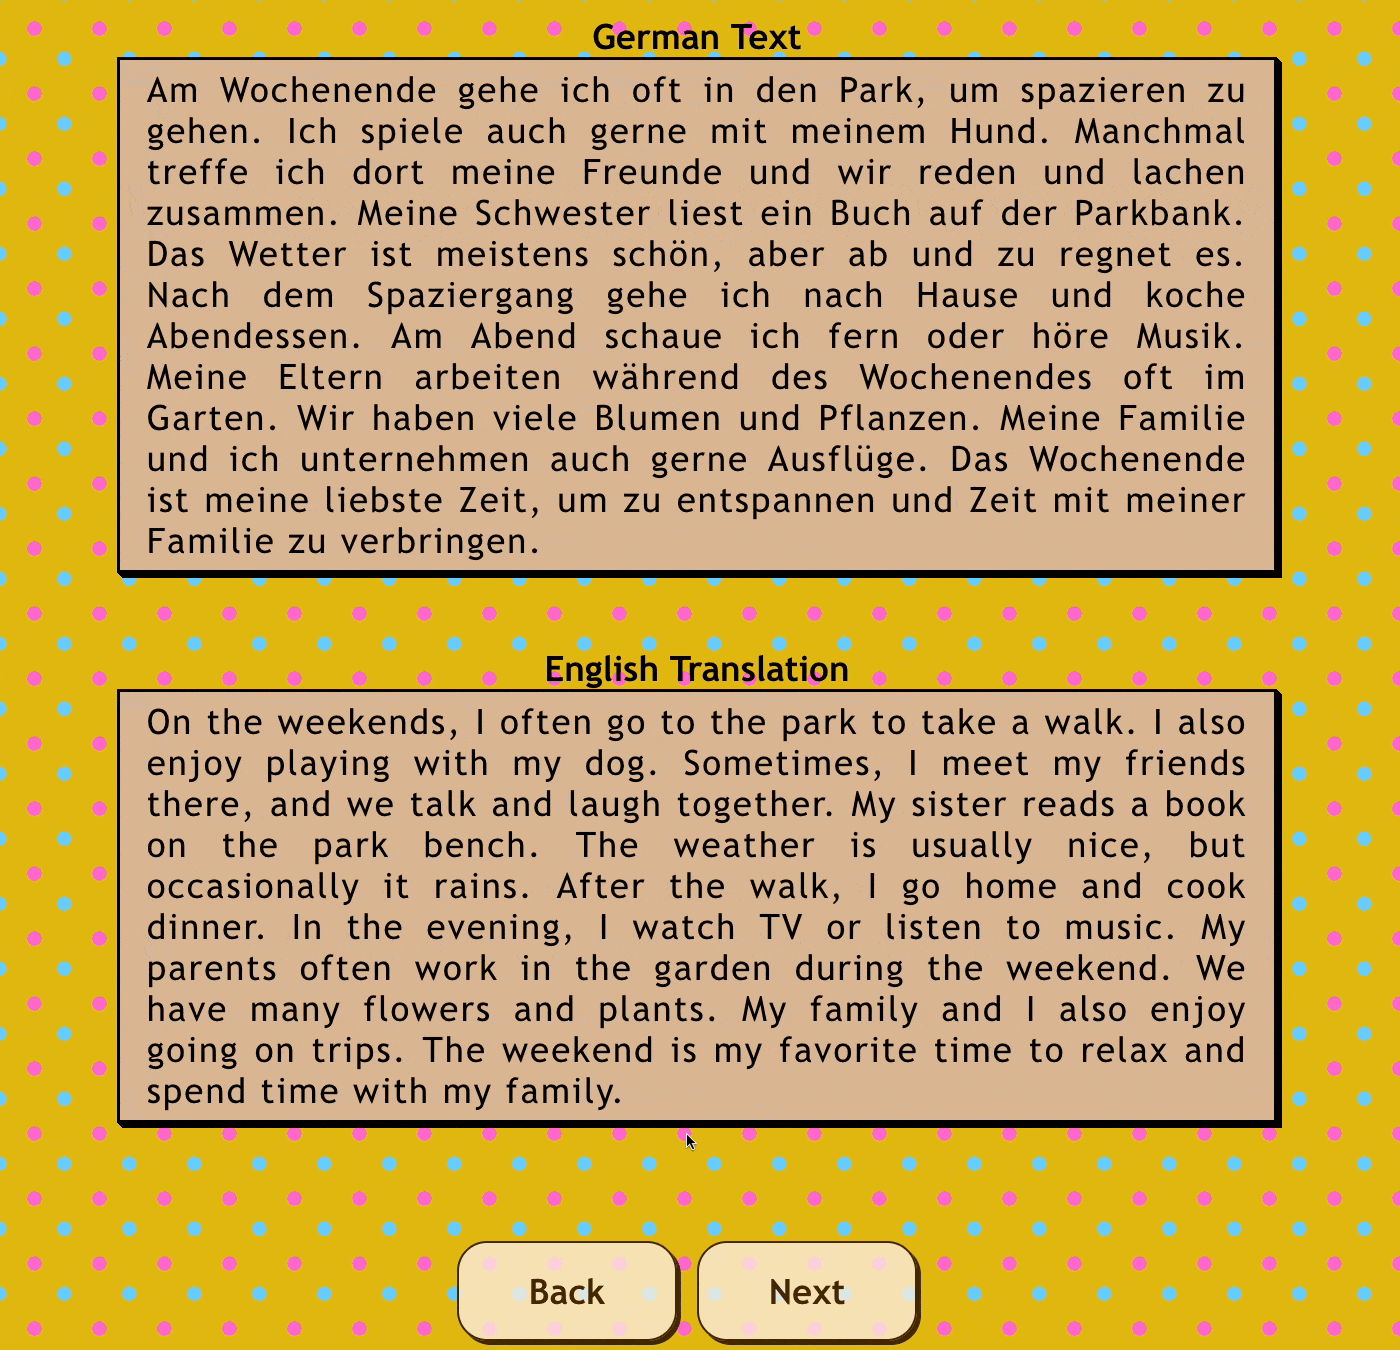 German Text
Am Wochenende gehe ich oft in den Park, um spazieren zu
gehen. Ich spiele auch gerne mit meinem Hund. Manchmal
treffe ich dort meine Freunde und wir reden und lachen
zusammen. Meine Schwester liest ein Buch auf der Parkbank.
Das Wetter ist meistens schön, aber ab und zu regnet es.
Nach dem Spaziergang gehe ich nach Hause und koche
Abendessen. Am Abend schaue ich fern oder höre Musik.
Meine Eltern arbeiten während des Wochenendes oft im
Garten. Wir haben viele Blumen und Pflanzen. Meine Familie
und ich unternehmen auch gerne Ausflüge. Das Wochenende
ist meine liebste Zeit, um zu entspannen und Zeit mit meiner
Familie zu verbringen.
English Translation
On the weekends, I often go to the park to take a walk. I also
enjoy playing with my dog. Sometimes, I meet my friends
there, and we talk and laugh together. My sister reads a book
on the park bench. The weather is usually nice, but
occasionally it rains. After the walk, I go home and cook
dinner. In the evening, I watch TV or listen to music. My
parents often work in the garden during the weekend. We
have many flowers and plants. My family and I also enjoy
going on trips. The weekend is my favorite time to relax and
spend time with my family.
Back
Next